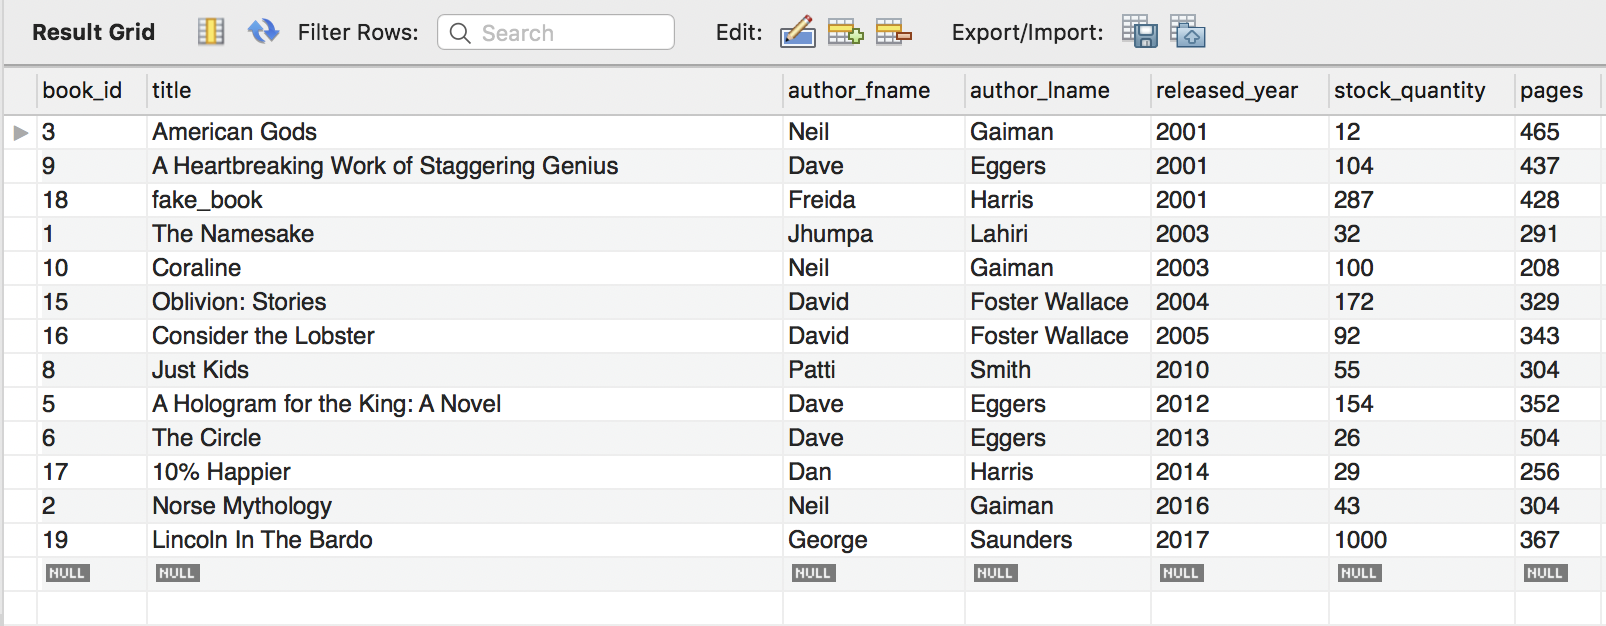 Result Grid Filter Rows: Search Edit: Export/Import:
book_id title author_fname author_lname released_year stock_quantity pages
3 American Gods Neil Gaiman 2001 12 465
9 A Heartbreaking Work of Staggering Genius Dave Eggers 2001 104 437
18 fake_book Freida Harris 2001 287 428
1 The Namesake Jhumpa Lahiri 2003 32 291
10 Coraline Neil Gaiman 2003 100 208
15 Oblivion: Stories David Foster Wallace 2004 172 329
16 Consider the Lobster David Foster Wallace 2005 92 343
8 Just Kids Patti Smith 2010 55 304
5 A Hologram for the King: A Novel Dave Eggers 2012 154 352
6 The Circle Dave Eggers 2013 26 504
17 10% Happier Dan Harris 2014 29 256
2 Norse Mythology Neil Gaiman 2016 43 304
19 Lincoln In The Bardo George Saunders 2017 1000 367
NULL NULL NULL NULL NULL NULL NULL